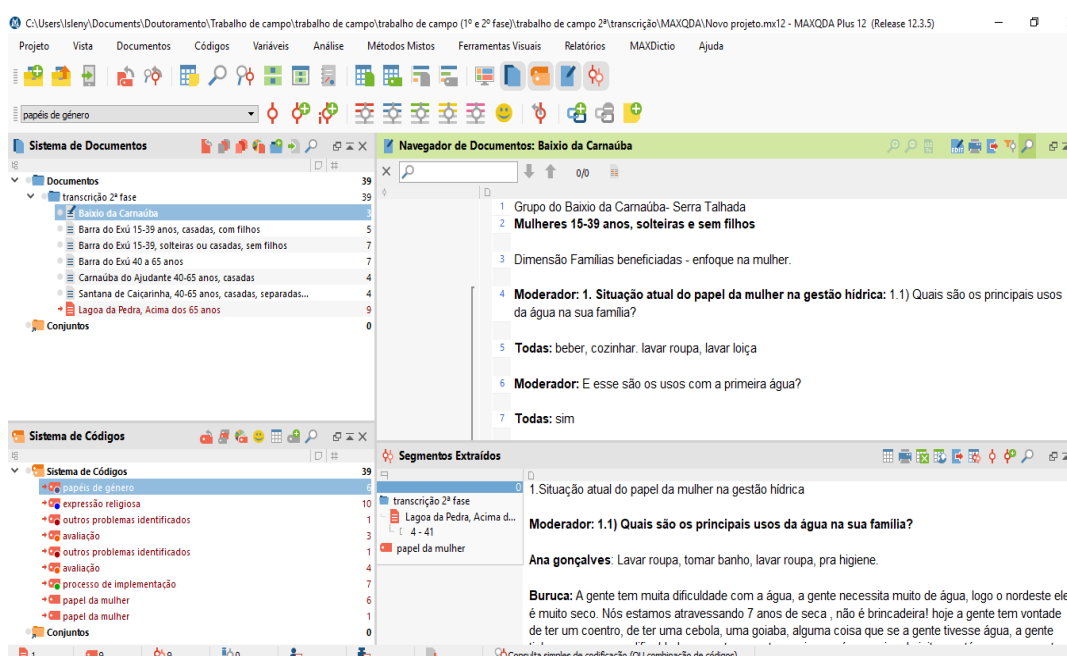 C:\Users\Isleny\Documents\Doutoramento\Trabalho de campo\trabalho de campo\trabalho de campo (1º e 2º fase)\trabalho de campo 2ª\transcrição\MAXQDA\Novo projeto.mx12 - MAXQDA Plus 12 (Release 12.3.5)
Projeto Vista Documentos Códigos Variáveis Análise Métodos Mistos Ferramentas Visuais Relatórios MAXDictio Ajuda
papéis de género
Sistema de Documentos
Documentos 39
transcrição 2ª fase 39
Baixio da Carnaúba 3
Barra do Exú 15-39 anos, casadas, com filhos 5
Barra do Exú 15-39, solteiras ou casadas, sem filhos 7
Barra do Exú 40 a 65 anos 7
Carnaúba do Ajudante 40-65 anos, casadas 4
Santana de Caiçarinha, 40-65 anos, casadas, separadas... 4
Lagoa da Pedra, Acima dos 65 anos 9
Conjuntos 0
Navegador de Documentos: Baixio da Carnaúba
0/0
1 Grupo do Baixio da Carnaúba- Serra Talhada
2 Mulheres 15-39 anos, solteiras e sem filhos
3 Dimensão Famílias beneficiadas - enfoque na mulher.
4 Moderador: 1. Situação atual do papel da mulher na gestão hídrica: 1.1) Quais são os principais usos
da água na sua família?
5 Todas: beber, cozinhar. lavar roupa, lavar loiça
6 Moderador: E esse são os usos com a primeira água?
7 Todas: sim
Sistema de Códigos
Sistema de Códigos 39
papéis de género 6
expressão religiosa 10
outros problemas identificados 1
avaliação 3
outros problemas identificados 1
avaliação 4
processo de implementação 7
papel da mulher 6
papel da mulher 1
Conjuntos 0
Segmentos Extraídos
0
transcrição 2ª fase
Lagoa da Pedra, Acima d...
4 - 41
papel da mulher
1.Situação atual do papel da mulher na gestão hídrica
Moderador: 1.1) Quais são os principais usos da água na sua família?
Ana gonçalves: Lavar roupa, tomar banho, lavar roupa, pra higiene.
Buruca: A gente tem muita dificuldade com a água, a gente necessita muito de água, logo o nordeste ele
é muito seco. Nós estamos atravessando 7 anos de seca , não é brincadeira! hoje a gente tem vontade
de ter um coentro, de ter uma cebola, uma goiaba, alguma coisa que se a gente tivesse água, a gente
Consulta simples de codificação (OU combinação de códigos)